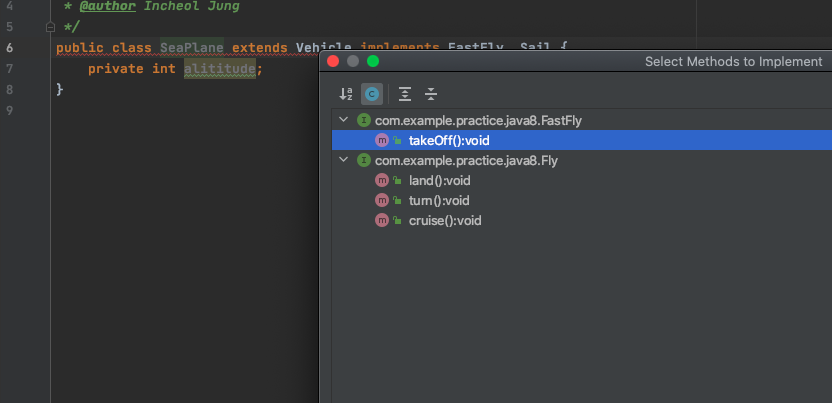 4 * @author Incheol Jung
5 */
6 public class SeaPlane extends Vehicle implements FastFly, Sail {
7 private int alititude;
8 }
9
Select Methods to Implement
com.example.practice.java8.FastFly
m takeOff():void
com.example.practice.java8.Fly
m land():void
m turn():void
m cruise():void